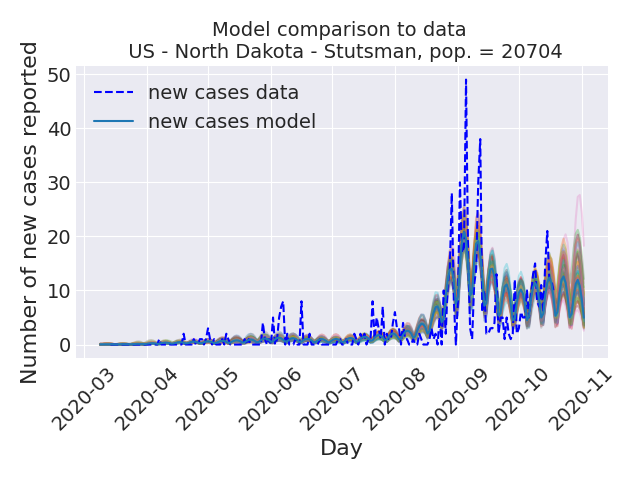 Model comparison to data
US - North Dakota - Stutsman, pop. = 20704
Number of new cases reported
50
40
30
20
10
0
new cases data
new cases model
2020-03
2020-04
2020-05
2020-06
2020-07
2020-08
2020-09
2020-10
2020-11
Day